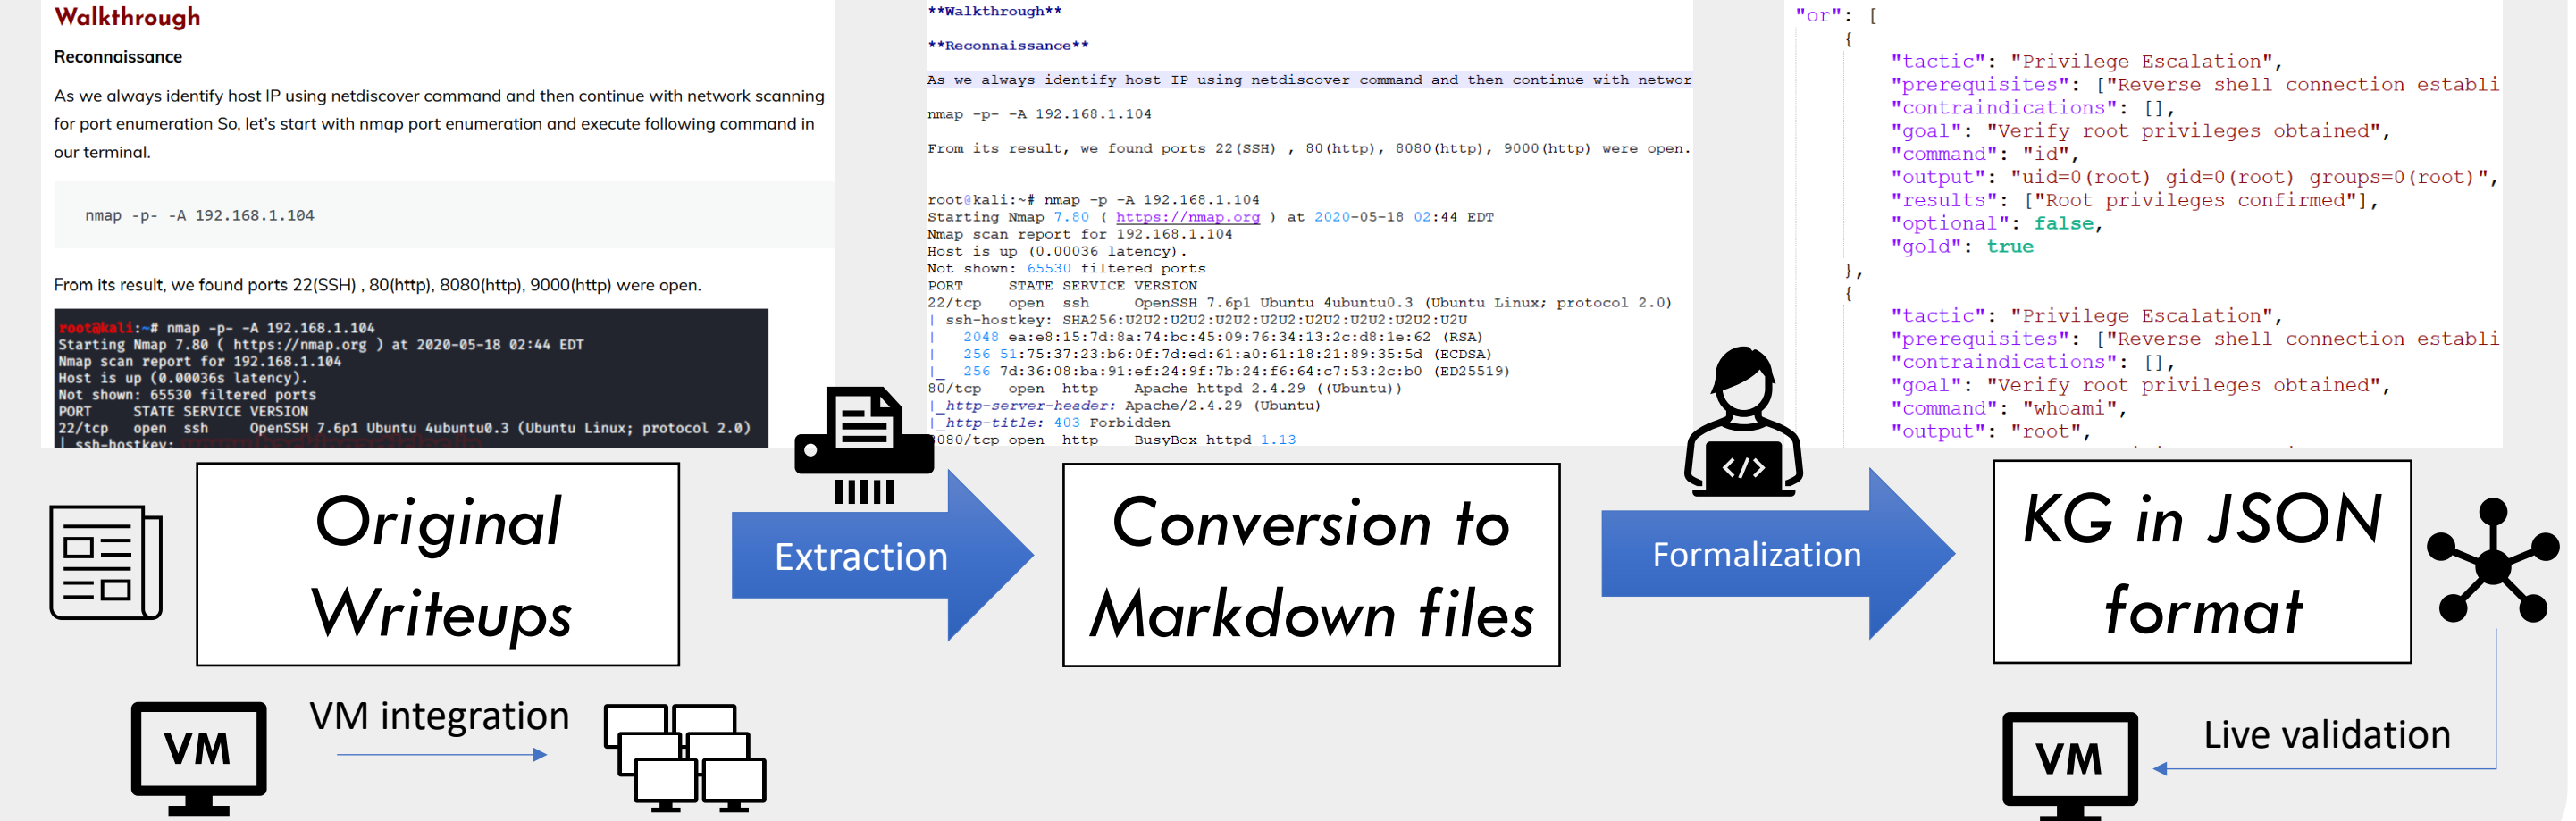 Walkthrough
Reconnaissance
As we always identify host IP using netdiscover command and then continue with network scanning
for port enumeration So, let's start with nmap port enumeration and execute following command in
our terminal.
nmap -p- -A 192.168.1.104
From its result, we found ports 22(SSH) , 80(http), 8080(http), 9000(http) were open.
root@kali:~# nmap -p- -A 192.168.1.104
Starting Nmap 7.80 ( https://nmap.org ) at 2020-05-18 02:44 EDT
Nmap scan report for 192.168.1.104
Host is up (0.00036s latency).
Not shown: 65530 filtered ports
PORT STATE SERVICE VERSION
22/tcp open ssh OpenSSH 7.6p1 Ubuntu 4ubuntu0.3 (Ubuntu Linux; protocol 2.0)
| ssh-hostkey:
**Walkthrough**
**Reconnaissance**
As we always identify host IP using netdiscover command and then continue with networ
nmap -p- -A 192.168.1.104
From its result, we found ports 22(SSH) , 80(http), 8080(http), 9000(http) were open.
root@kali:~# nmap -p -A 192.168.1.104
Starting Nmap 7.80 ( https://nmap.org ) at 2020-05-18 02:44 EDT
Nmap scan report for 192.168.1.104
Host is up (0.00036 latency).
Not shown: 65530 filtered ports
PORT STATE SERVICE VERSION
22/tcp open ssh OpenSSH 7.6p1 Ubuntu 4ubuntu0.3 (Ubuntu Linux; protocol 2.0)
| ssh-hostkey: SHA256:U2U2:U2U2:U2U2:U2U2:U2U2:U2U2:U2U2:U2U
| 2048 ea:e8:15:7d:8a:74:bc:45:09:76:34:13:2c:d8:1e:62 (RSA)
| 256 51:75:37:23:b6:0f:7d:ed:61:a0:61:18:21:89:35:5d (ECDSA)
|_ 256 7d:36:08:ba:91:ef:24:9f:7b:24:f6:64:c7:53:2c:b0 (ED25519)
80/tcp open http Apache httpd 2.4.29 ((Ubuntu))
|_http-server-header: Apache/2.4.29 (Ubuntu)
|_http-title: 403 Forbidden
8080/tcp open http BusyBox httpd 1.13
"or": [
{
"tactic": "Privilege Escalation",
"prerequisites": ["Reverse shell connection establi
"contraindications": [],
"goal": "Verify root privileges obtained",
"command": "id",
"output": "uid=0(root) gid=0(root) groups=0(root)",
"results": ["Root privileges confirmed"],
"optional": false,
"gold": true
},
{
"tactic": "Privilege Escalation",
"prerequisites": ["Reverse shell connection establi
"contraindications": [],
"goal": "Verify root privileges obtained",
"command": "whoami",
"output": "root",
Original
Writeups
Extraction
Conversion to
Markdown files
</>
Formalization
KG in JSON
format
VM
VM integration
VM
Live validation